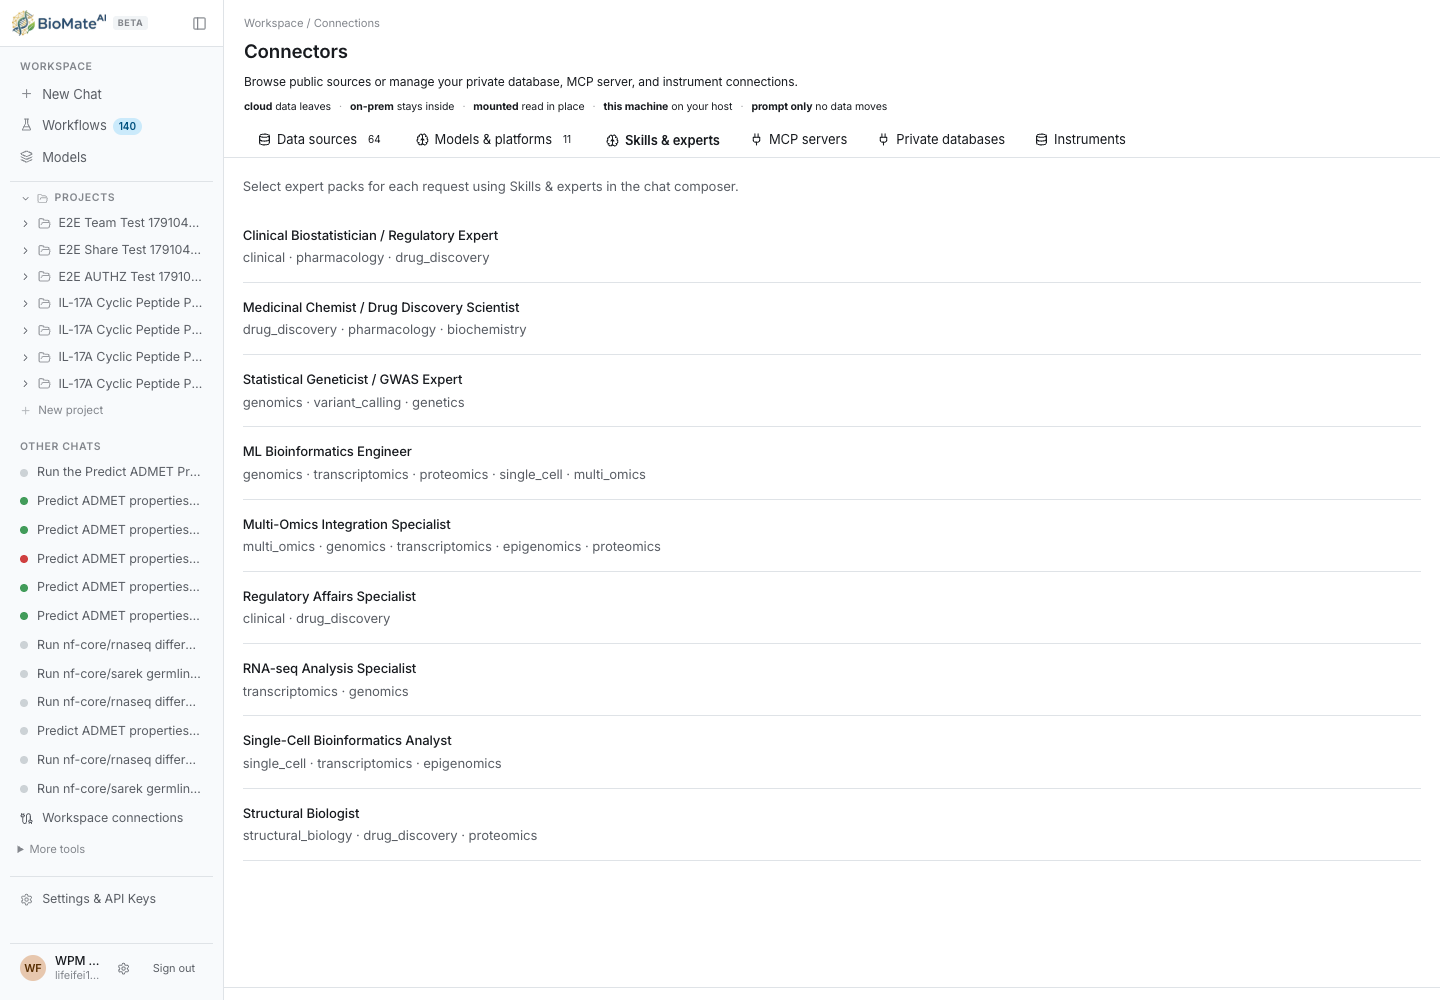 BioMate AI BETA
WORKSPACE
New Chat
Workflows 140
Models
PROJECTS
E2E Team Test 179104...
E2E Share Test 179104...
E2E AUTHZ Test 17910...
IL-17A Cyclic Peptide P...
IL-17A Cyclic Peptide P...
IL-17A Cyclic Peptide P...
IL-17A Cyclic Peptide P...
New project
OTHER CHATS
Run the Predict ADMET Pr...
Predict ADMET properties...
Predict ADMET properties...
Predict ADMET properties...
Predict ADMET properties...
Predict ADMET properties...
Run nf-core/rnaseq differ...
Run nf-core/sarek germlin...
Run nf-core/rnaseq differ...
Predict ADMET properties...
Run nf-core/rnaseq differ...
Run nf-core/sarek germlin...
Workspace connections
More tools
Settings & API Keys
WF WPM ...
lifeifei1...
Sign out
Workspace / Connections
Connectors
Browse public sources or manage your private database, MCP server, and instrument connections.
cloud data leaves · on-prem stays inside · mounted read in place · this machine on your host · prompt only no data moves
Data sources 64 Models & platforms 11 Skills & experts MCP servers Private databases Instruments
Select expert packs for each request using Skills & experts in the chat composer.
Clinical Biostatistician / Regulatory Expert
clinical · pharmacology · drug_discovery
Medicinal Chemist / Drug Discovery Scientist
drug_discovery · pharmacology · biochemistry
Statistical Geneticist / GWAS Expert
genomics · variant_calling · genetics
ML Bioinformatics Engineer
genomics · transcriptomics · proteomics · single_cell · multi_omics
Multi-Omics Integration Specialist
multi_omics · genomics · transcriptomics · epigenomics · proteomics
Regulatory Affairs Specialist
clinical · drug_discovery
RNA-seq Analysis Specialist
transcriptomics · genomics
Single-Cell Bioinformatics Analyst
single_cell · transcriptomics · epigenomics
Structural Biologist
structural_biology · drug_discovery · proteomics